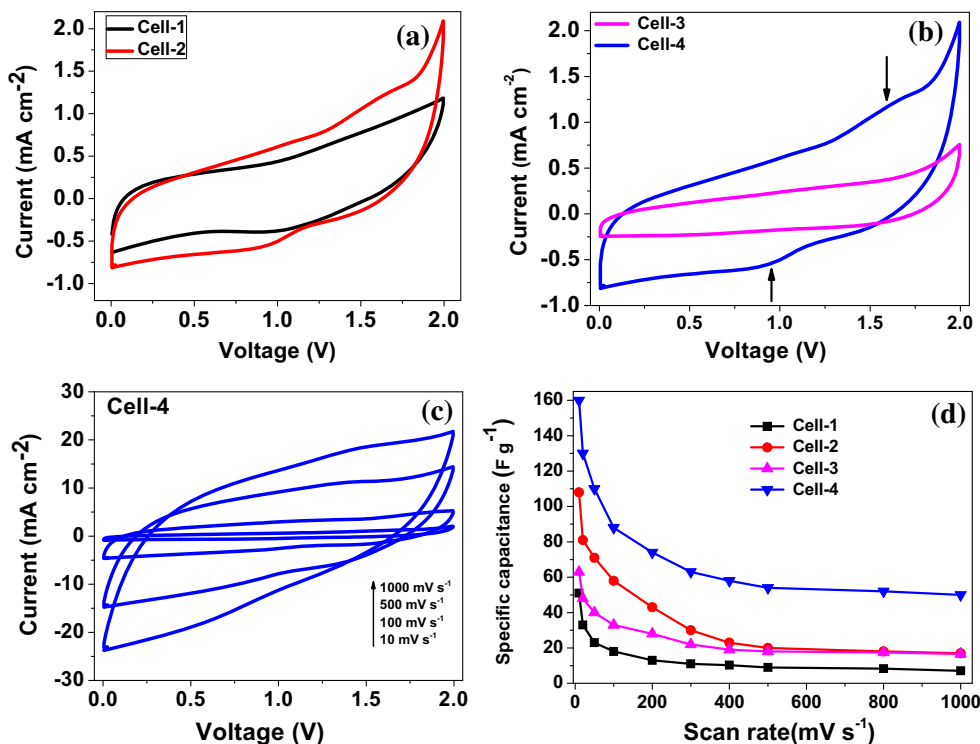 Cell-1
Cell-2
(a)
2.0
1.5
1.0
0.5
0.0
-0.5
-1.0
Current (mA cm-2)
0.0 0.5 1.0 1.5 2.0
Voltage (V)
Cell-3
Cell-4
(b)
2.0
1.5
1.0
0.5
0.0
-0.5
-1.0
Current (mA cm-2)
0.0 0.5 1.0 1.5 2.0
Voltage (V)
Cell-4
(c)
30
20
10
0
-10
-20
-30
Current (mA cm-2)
1000 mV s-1
500 mV s-1
100 mV s-1
10 mV s-1
0.0 0.5 1.0 1.5 2.0
Voltage (V)
(d)
Cell-1
Cell-2
Cell-3
Cell-4
160
140
120
100
80
60
40
20
0
Specific capacitance (F g-1)
0 200 400 600 800 1000
Scan rate(mV s-1)